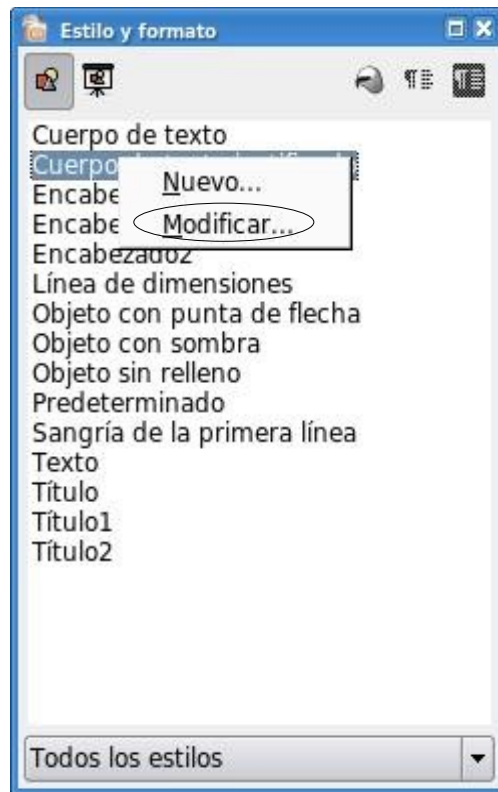 Estilo y formato
Cuerpo de texto
Cuerpo
Nuevo...
Encabe
Modificar...
Encabe
Encabezado2
Línea de dimensiones
Objeto con punta de flecha
Objeto con sombra
Objeto sin relleno
Predeterminado
Sangría de la primera línea
Texto
Título
Título1
Título2
Todos los estilos